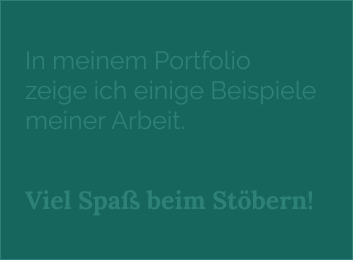 In meinem Portfolio
zeige ich einige Beispiele
meiner Arbeit.
Viel Spaß beim Stöbern!